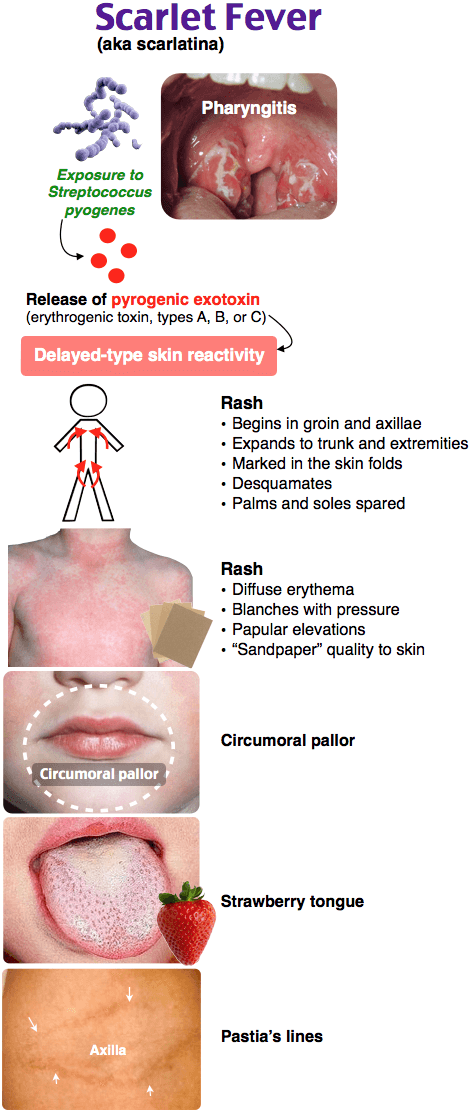 Scarlet Fever
(aka scarlatina)
Pharyngitis
Exposure to
Streptococcus
pyogenes
Release of pyrogenic exotoxin
(erythrogenic toxin, types A, B, or C)
Delayed-type skin reactivity
Rash
• Begins in groin and axillae
• Expands to trunk and extremities
• Marked in the skin folds
• Desquamates
• Palms and soles spared
Rash
• Diffuse erythema
• Blanches with pressure
• Papular elevations
• “Sandpaper” quality to skin
Circumoral pallor
Circumoral pallor
Strawberry tongue
Axilla
Pastia’s lines